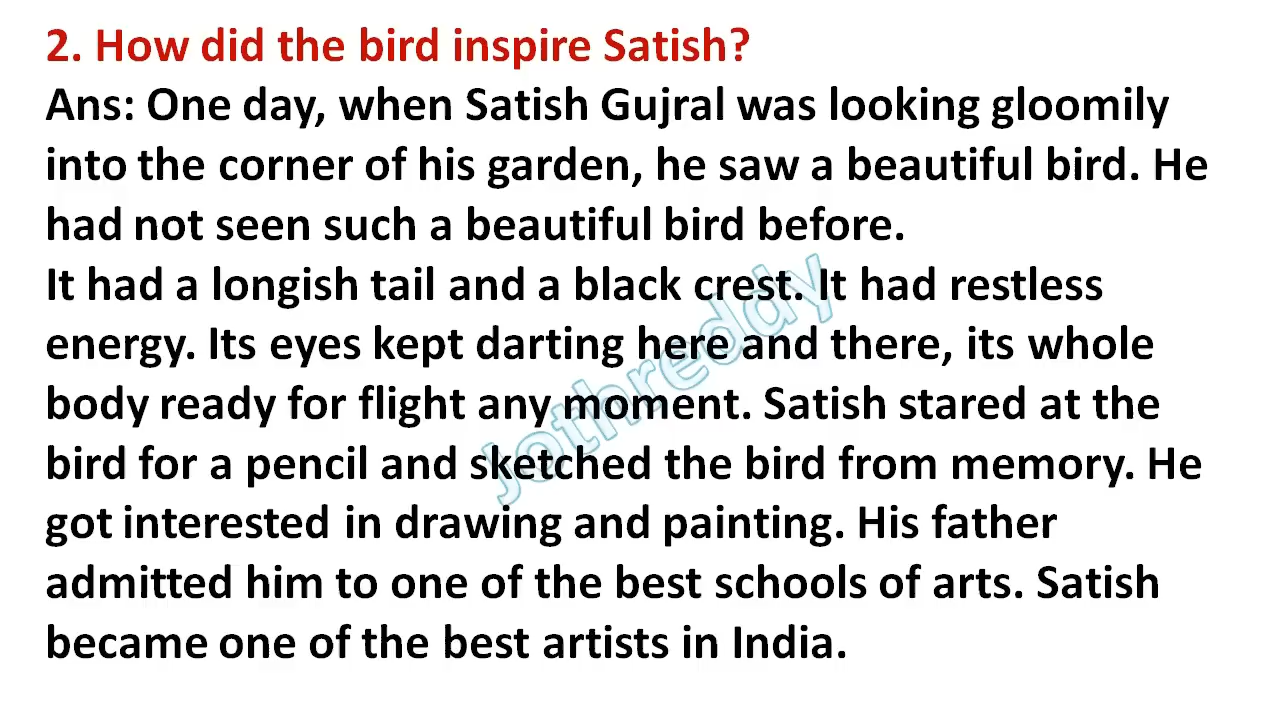 2. How did the bird inspire Satish?
Ans: One day, when Satish Gujral was looking gloomily
into the corner of his garden, he saw a beautiful bird. He
had not seen such a beautiful bird before.
It had a longish tail and a black crest. It had restless
energy. Its eyes kept darting here and there, its whole
body ready for flight any moment. Satish stared at the
bird for a pencil and sketched the bird from memory. He
got interested in drawing and painting. His father
admitted him to one of the best schools of arts. Satish
became one of the best artists in India.
Jothreddy